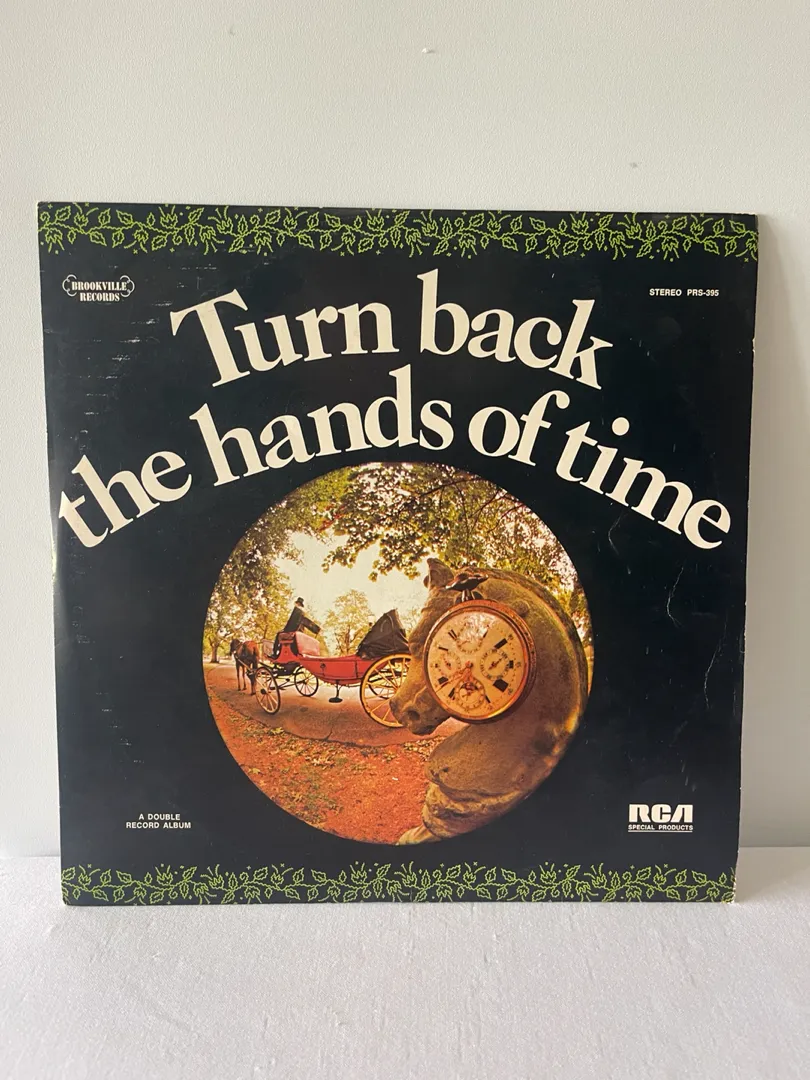 BROOKVILLE
RECORDS
STEREO PRS-395
Turn back
the hands of time
A DOUBLE
RECORD ALBUM
RCA
SPECIAL PRODUCTS